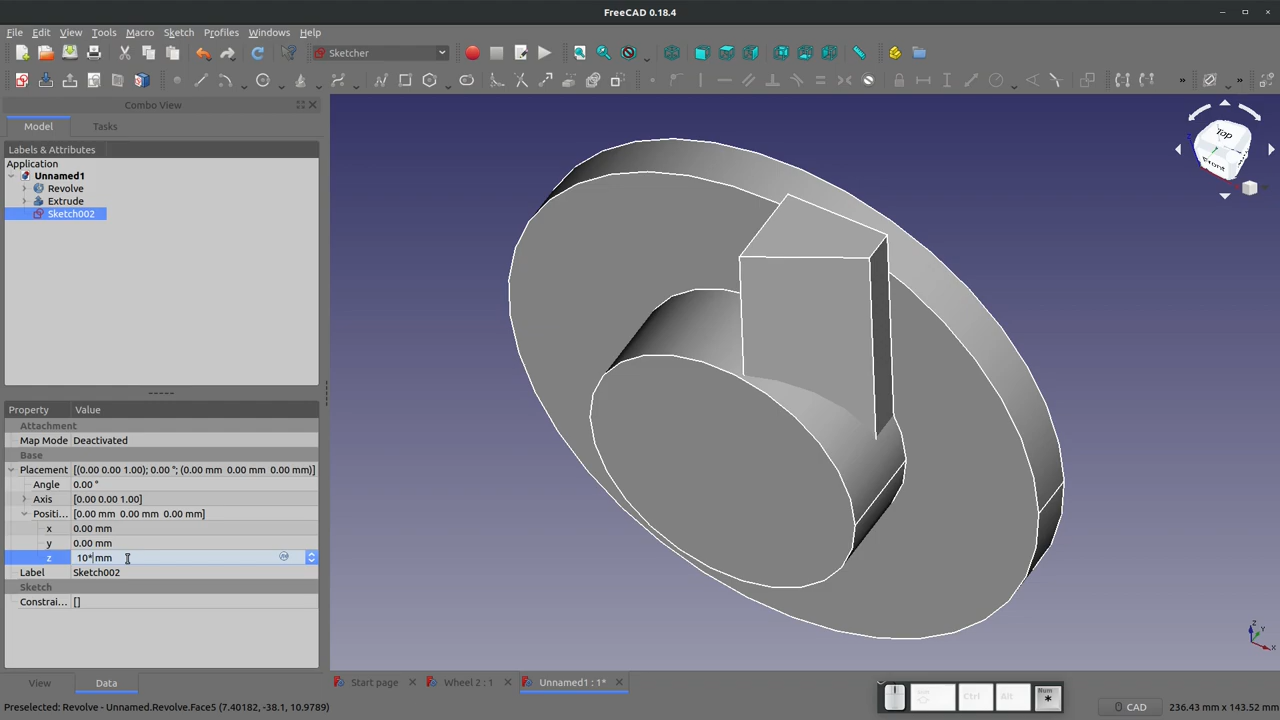 FreeCAD 0.18.4
File Edit View Tools Macro Sketch Profiles Windows Help
Sketcher
Combo View
Model Tasks
Labels & Attributes
Application
Unnamed1
Revolve
Extrude
Sketch002
Property Value
Attachment
Map Mode Deactivated
Base
Placement [(0.00 0.00 1.00); 0.00 °; (0.00 mm 0.00 mm 0.00 mm)]
Angle 0.00 °
Axis [0.00 0.00 1.00]
Positi... [0.00 mm 0.00 mm 0.00 mm]
x 0.00 mm
y 0.00 mm
z 10* mm
Label Sketch002
Sketch
Constrai... []
View Data
Top
Front
Z
Y
X
Start page Wheel 2 : 1 Unnamed1 : 1*
Ctrl Alt Num
*
Preselected: Revolve - Unnamed.Revolve.Face5 (7.40182, -38.1, 10.9789)
CAD 236.43 mm x 143.52 mm